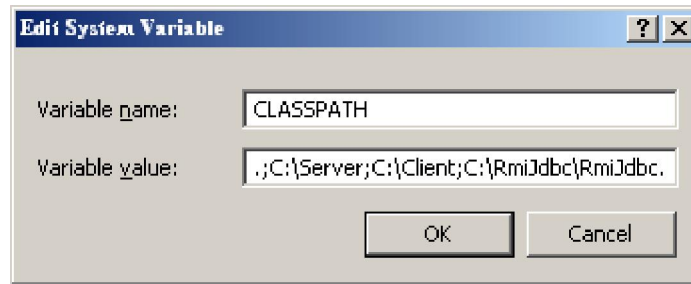 Edit System Variable
Variable name: CLASSPATH
Variable value: .;C:\Server;C:\Client;C:\RmiJdbc\RmiJdbc.
OK Cancel